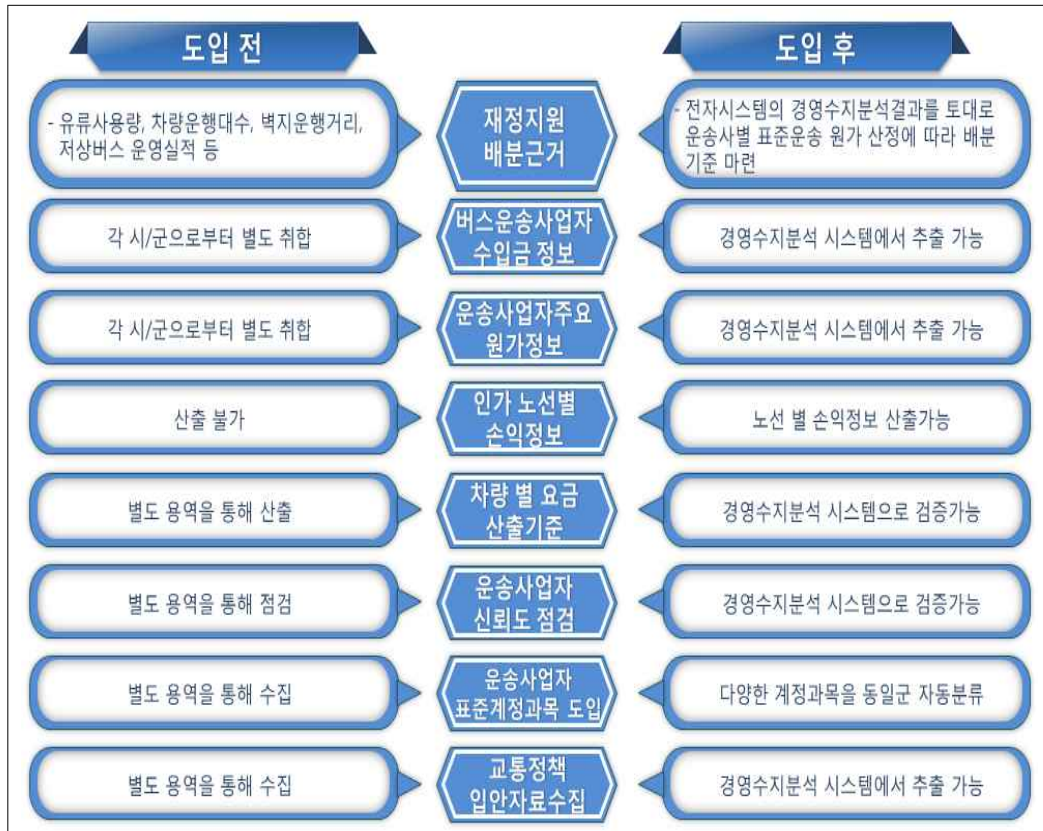 도입 전
도입 후
- 유류사용량, 차량운행대수, 벽지운행거리,
저상버스 운영실적 등
재정지원
배분근거
- 전자시스템의 경영수지분석결과를 토대로
운송사별 표준운송 원가 산정에 따라 배분
기준 마련
각 시/군으로부터 별도 취합
버스운송사업자
수입금 정보
경영수지분석 시스템에서 추출 가능
각 시/군으로부터 별도 취합
운송사업자주요
원가정보
경영수지분석 시스템에서 추출 가능
산출 불가
인가 노선별
손익정보
노선 별 손익정보 산출가능
별도 용역을 통해 산출
차량 별 요금
산출기준
경영수지분석 시스템으로 검증가능
별도 용역을 통해 점검
운송사업자
신뢰도 점검
경영수지분석 시스템으로 검증가능
별도 용역을 통해 수집
운송사업자
표준계정과목 도입
다양한 계정과목을 동일군 자동분류
별도 용역을 통해 수집
교통정책
입안자료수집
경영수지분석 시스템에서 추출 가능